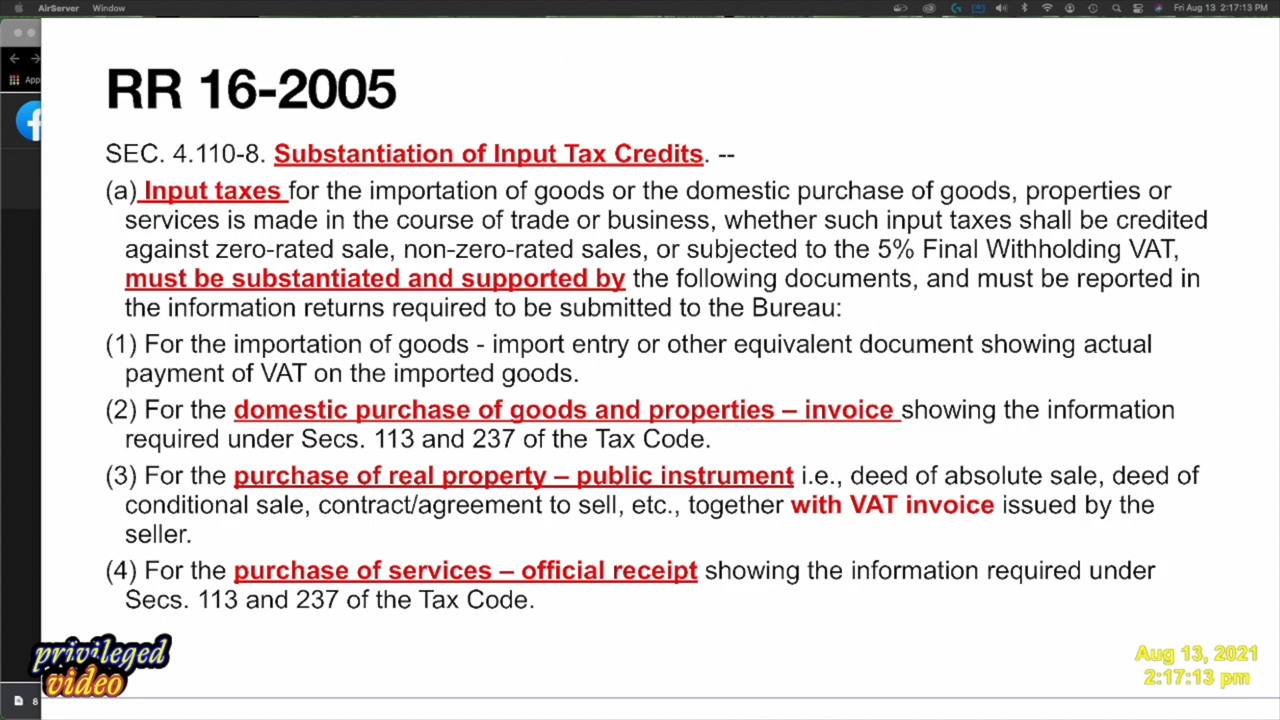 AirServer Window Fri Aug 13 2:17:13 PM
App
RR 16-2005
SEC. 4.110-8. Substantiation of Input Tax Credits. --
(a) Input taxes for the importation of goods or the domestic purchase of goods, properties or
services is made in the course of trade or business, whether such input taxes shall be credited
against zero-rated sale, non-zero-rated sales, or subjected to the 5% Final Withholding VAT,
must be substantiated and supported by the following documents, and must be reported in
the information returns required to be submitted to the Bureau:
(1) For the importation of goods - import entry or other equivalent document showing actual
payment of VAT on the imported goods.
(2) For the domestic purchase of goods and properties – invoice showing the information
required under Secs. 113 and 237 of the Tax Code.
(3) For the purchase of real property – public instrument i.e., deed of absolute sale, deed of
conditional sale, contract/agreement to sell, etc., together with VAT invoice issued by the
seller.
(4) For the purchase of services – official receipt showing the information required under
Secs. 113 and 237 of the Tax Code.
privileged
video
Aug 13, 2021
2:17:13 pm
8